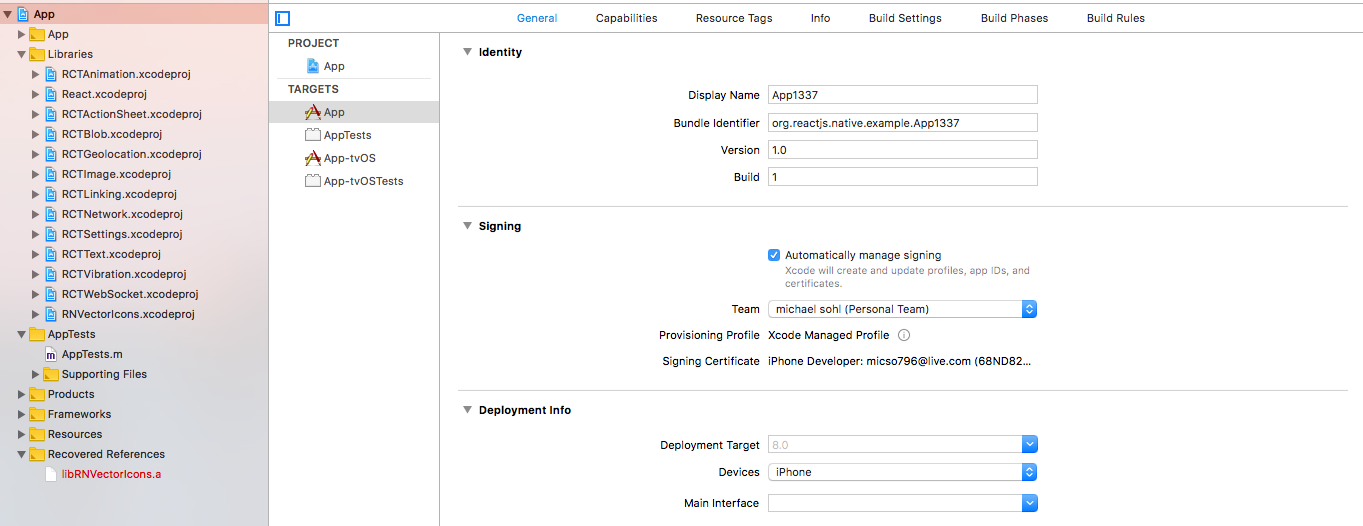 App
App
Libraries
RCTAnimation.xcodeproj
React.xcodeproj
RCTActionSheet.xcodeproj
RCTBlob.xcodeproj
RCTGeolocation.xcodeproj
RCTImage.xcodeproj
RCTLinking.xcodeproj
RCTNetwork.xcodeproj
RCTSettings.xcodeproj
RCTText.xcodeproj
RCTVibration.xcodeproj
RCTWebSocket.xcodeproj
RNVectorIcons.xcodeproj
AppTests
m AppTests.m
Supporting Files
Products
Frameworks
Resources
Recovered References
libRNVectorIcons.a
General Capabilities Resource Tags Info Build Settings Build Phases Build Rules
PROJECT
App
TARGETS
App
AppTests
App-tvOS
App-tvOSTests
Identity
Display Name App1337
Bundle Identifier org.reactjs.native.example.App1337
Version 1.0
Build 1
Signing
Automatically manage signing
Xcode will create and update profiles, app IDs, and
certificates.
Team michael sohl (Personal Team)
Provisioning Profile Xcode Managed Profile
Signing Certificate iPhone Developer: micso796@live.com (68ND82...
Deployment Info
Deployment Target 8.0
Devices iPhone
Main Interface